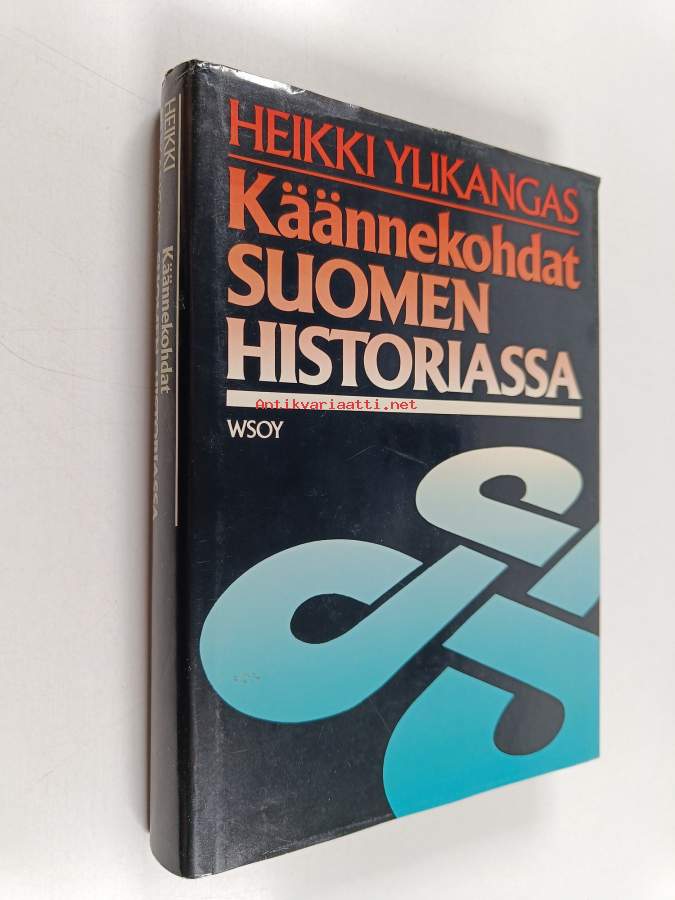 HEIKKI YLIKANGAS
Käännekohdat
SUOMEN
HISTORIASSA
Antikvariaatti.net
WSOY
HEIKKI
Käännekohdat